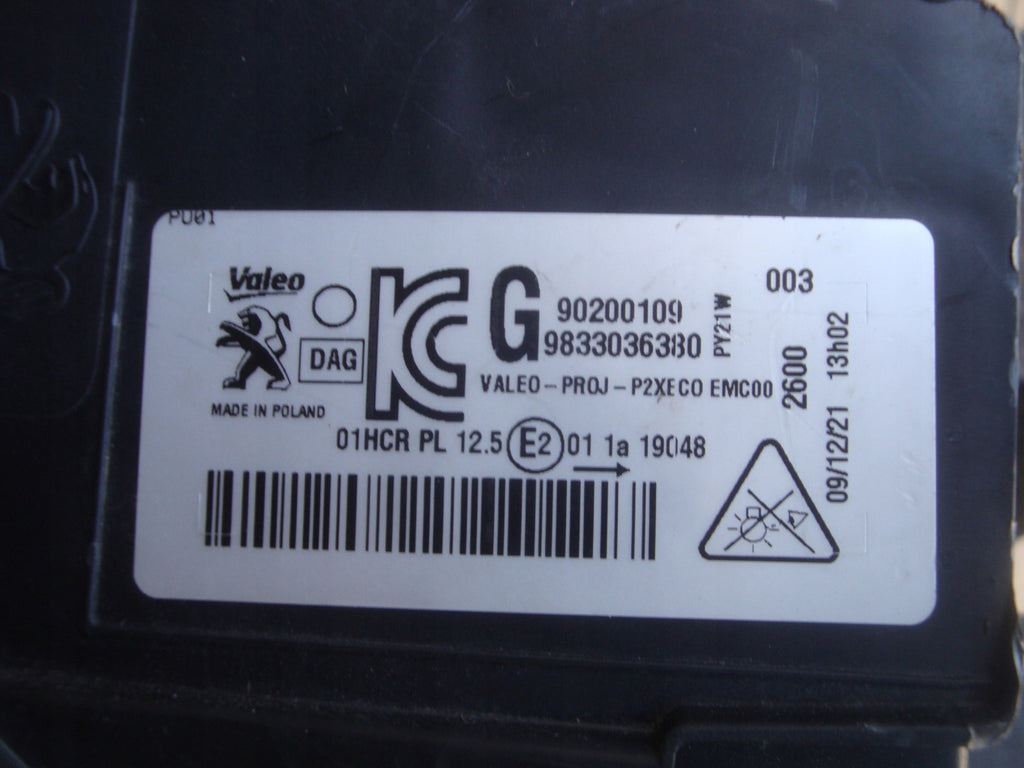 PU01
Valeo
DAG
MADE IN POLAND
KC
G
90200109
9833036380
PY21W
003
VALEO-PROJ-P2XECO EMC00
2600
09/12/21 13h02
01HCR PL 12.5 E2 01 1a 19048